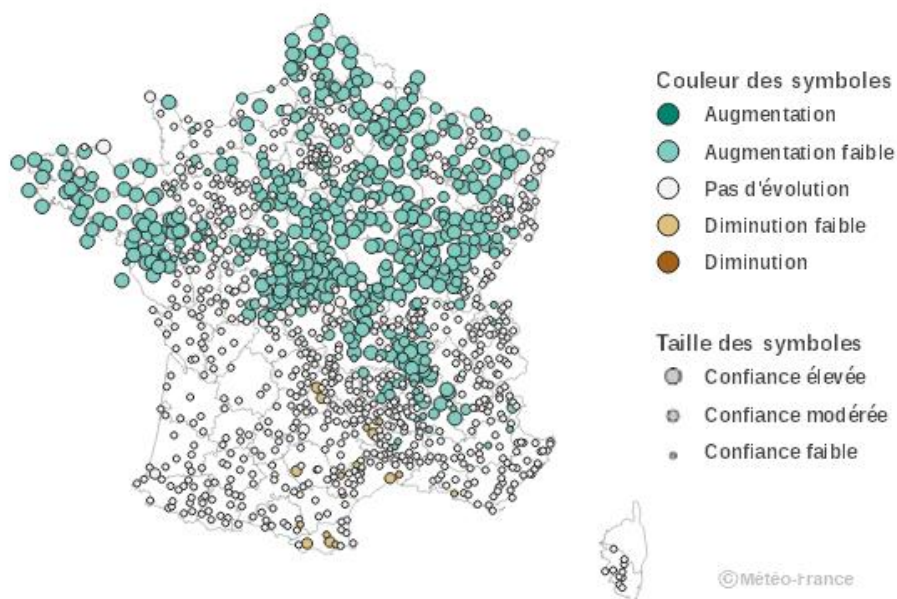 Couleur des symboles
Augmentation
Augmentation faible
Pas d'évolution
Diminution faible
Diminution
Taille des symboles
Confiance élevée
Confiance modérée
Confiance faible
©Météo-France